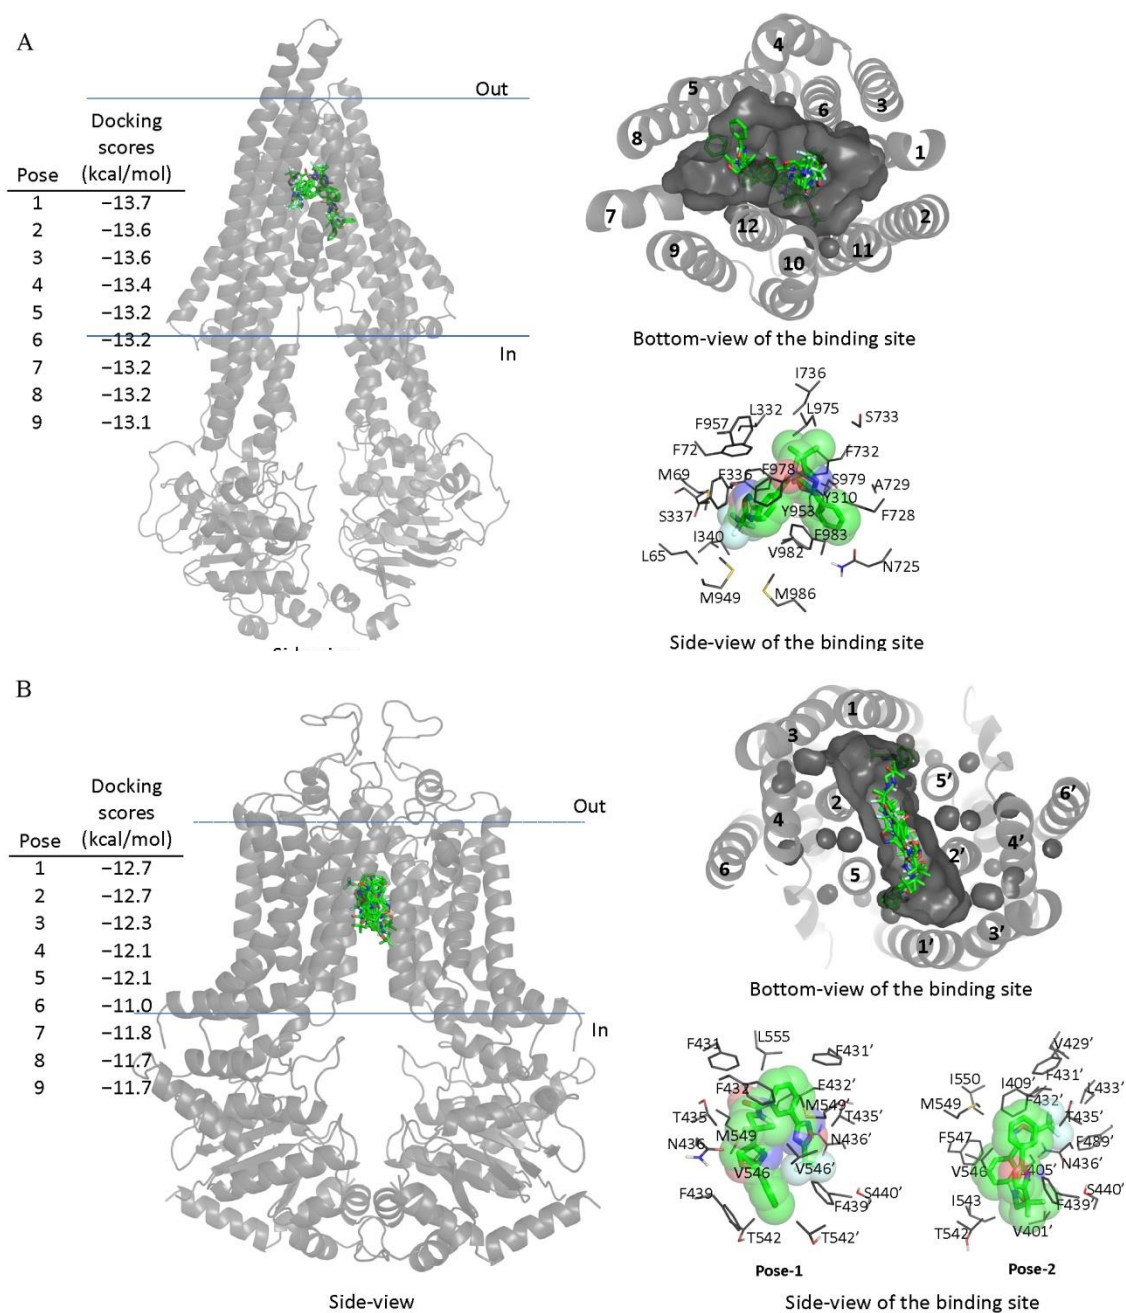 A
Out
Docking
scores
Pose (kcal/mol)
1 −13.7
2 −13.6
3 −13.6
4 −13.4
5 −13.2
6 −13.2
7 −13.2
8 −13.2
9 −13.1
In
4
5
6
3
8
1
7
12
2
9
11
10
Bottom-view of the binding site
I736
L332
L975
S733
F957
F72
F732
M69
F336
F978
S979
A729
Y310
S337
Y953
F728
I340
F983
L65
V982
N725
M949
M986
Side-view of the binding site
B
Out
Docking
scores
Pose (kcal/mol)
1 −12.7
2 −12.7
3 −12.3
4 −12.1
5 −12.1
6 −11.0
7 −11.8
8 −11.7
9 −11.7
In
Side-view
1
3
5’
2
6’
4
4’
2’
6
5
3’
1’
Bottom-view of the binding site
F431
L555
F431’
F432
F432’
M549’
T435
T435’
M549
N436
N436’
V546
V546’
F439
S440’
F439’
T542
T542’
Pose-1
V429’
F431’
I550
I409’
M549
F432’
T435’
F547
F489’
V546
N436’
S440’
I543
F439’
T542
V401’
Pose-2
Side-view of the binding site